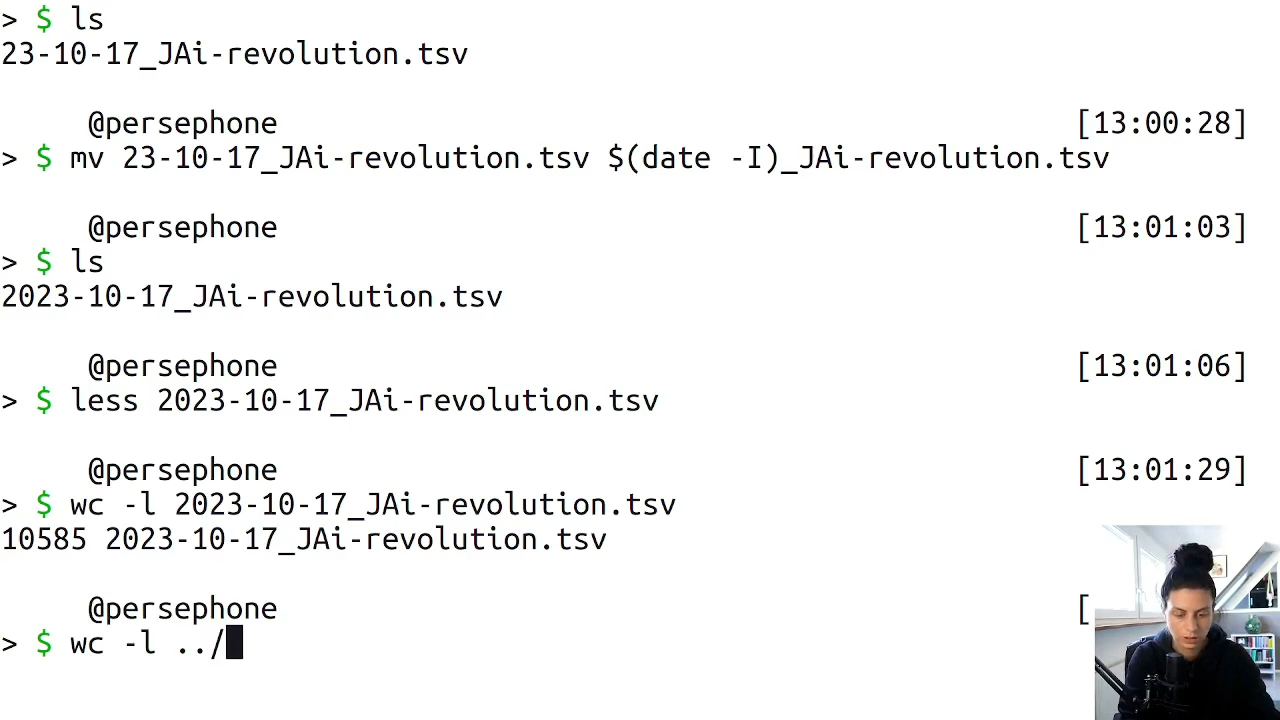 > $ ls
23-10-17_JAi-revolution.tsv
@persephone [13:00:28]
> $ mv 23-10-17_JAi-revolution.tsv $(date -I)_JAi-revolution.tsv
@persephone [13:01:03]
> $ ls
2023-10-17_JAi-revolution.tsv
@persephone [13:01:06]
> $ less 2023-10-17_JAi-revolution.tsv
@persephone [13:01:29]
> $ wc -l 2023-10-17_JAi-revolution.tsv
10585 2023-10-17_JAi-revolution.tsv
@persephone [
> $ wc -l ../